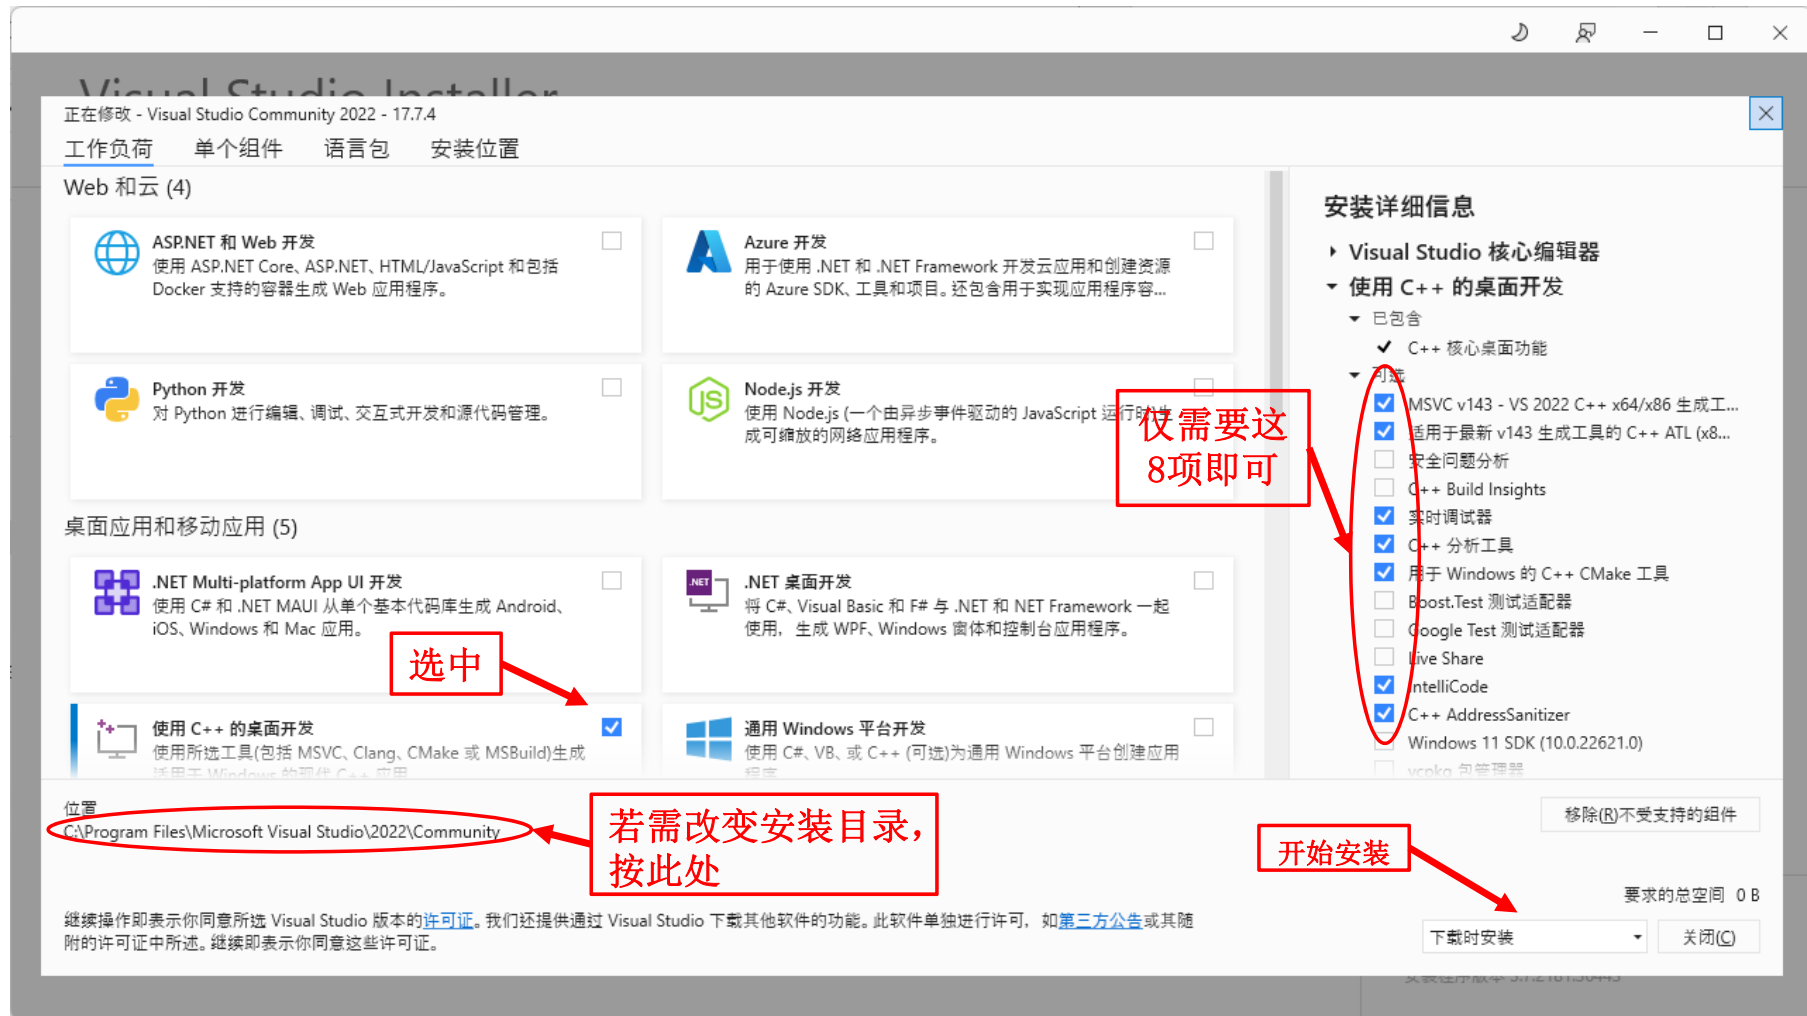 Visual Studio Installer
正在修改 - Visual Studio Community 2022 - 17.7.4
工作负荷 单个组件 语言包 安装位置
Web 和云 (4)
ASP.NET 和 Web 开发
使用 ASP.NET Core、ASP.NET、HTML/JavaScript 和包括
Docker 支持的容器生成 Web 应用程序。
Azure 开发
用于使用 .NET 和 .NET Framework 开发云应用和创建资源
的 Azure SDK、工具和项目。还包含用于实现应用程序容...
Python 开发
对 Python 进行编辑、调试、交互式开发和源代码管理。
Node.js 开发
使用 Node.js (一个由异步事件驱动的 JavaScript 运行时)生
成可缩放的网络应用程序。
仅需要这
8项即可
桌面应用和移动应用 (5)
.NET Multi-platform App UI 开发
使用 C# 和 .NET MAUI 从单个基本代码库生成 Android、
iOS、Windows 和 Mac 应用。
.NET 桌面开发
将 C#、Visual Basic 和 F# 与 .NET 和 NET Framework 一起
使用，生成 WPF、Windows 窗体和控制台应用程序。
选中
使用 C++ 的桌面开发
使用所选工具(包括 MSVC、Clang、CMake 或 MSBuild)生成
适用于 Windows 的现代 C++ 应用
通用 Windows 平台开发
使用 C#、VB、或 C++ (可选)为通用 Windows 平台创建应用
程序
安装详细信息
Visual Studio 核心编辑器
使用 C++ 的桌面开发
已包含
C++ 核心桌面功能
可选
MSVC v143 - VS 2022 C++ x64/x86 生成工...
适用于最新 v143 生成工具的 C++ ATL (x8...
安全问题分析
C++ Build Insights
实时调试器
C++ 分析工具
用于 Windows 的 C++ CMake 工具
Boost.Test 测试适配器
Google Test 测试适配器
Live Share
IntelliCode
C++ AddressSanitizer
Windows 11 SDK (10.0.22621.0)
vcpkg 包管理器
位置
C:\Program Files\Microsoft Visual Studio\2022\Community
若需改变安装目录，
按此处
移除(R)不受支持的组件
开始安装
要求的总空间 0 B
继续操作即表示你同意所选 Visual Studio 版本的许可证。我们还提供通过 Visual Studio 下载其他软件的功能。此软件单独进行许可，如第三方公告或其随
附的许可证中所述。继续即表示你同意这些许可证。
下载时安装
关闭(C)